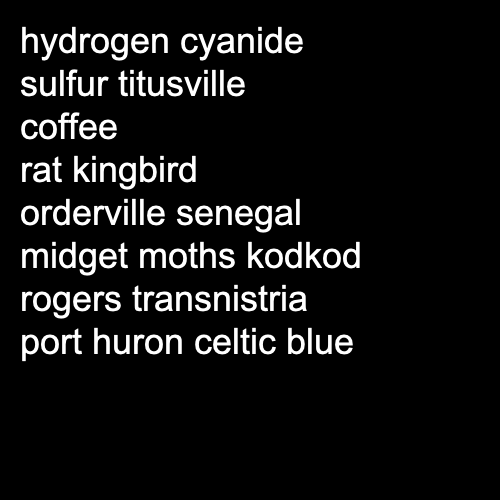 hydrogen cyanide
sulfur titusville
coffee
rat kingbird
orderville senegal
midget moths kodkod
rogers transnistria
port huron celtic blue